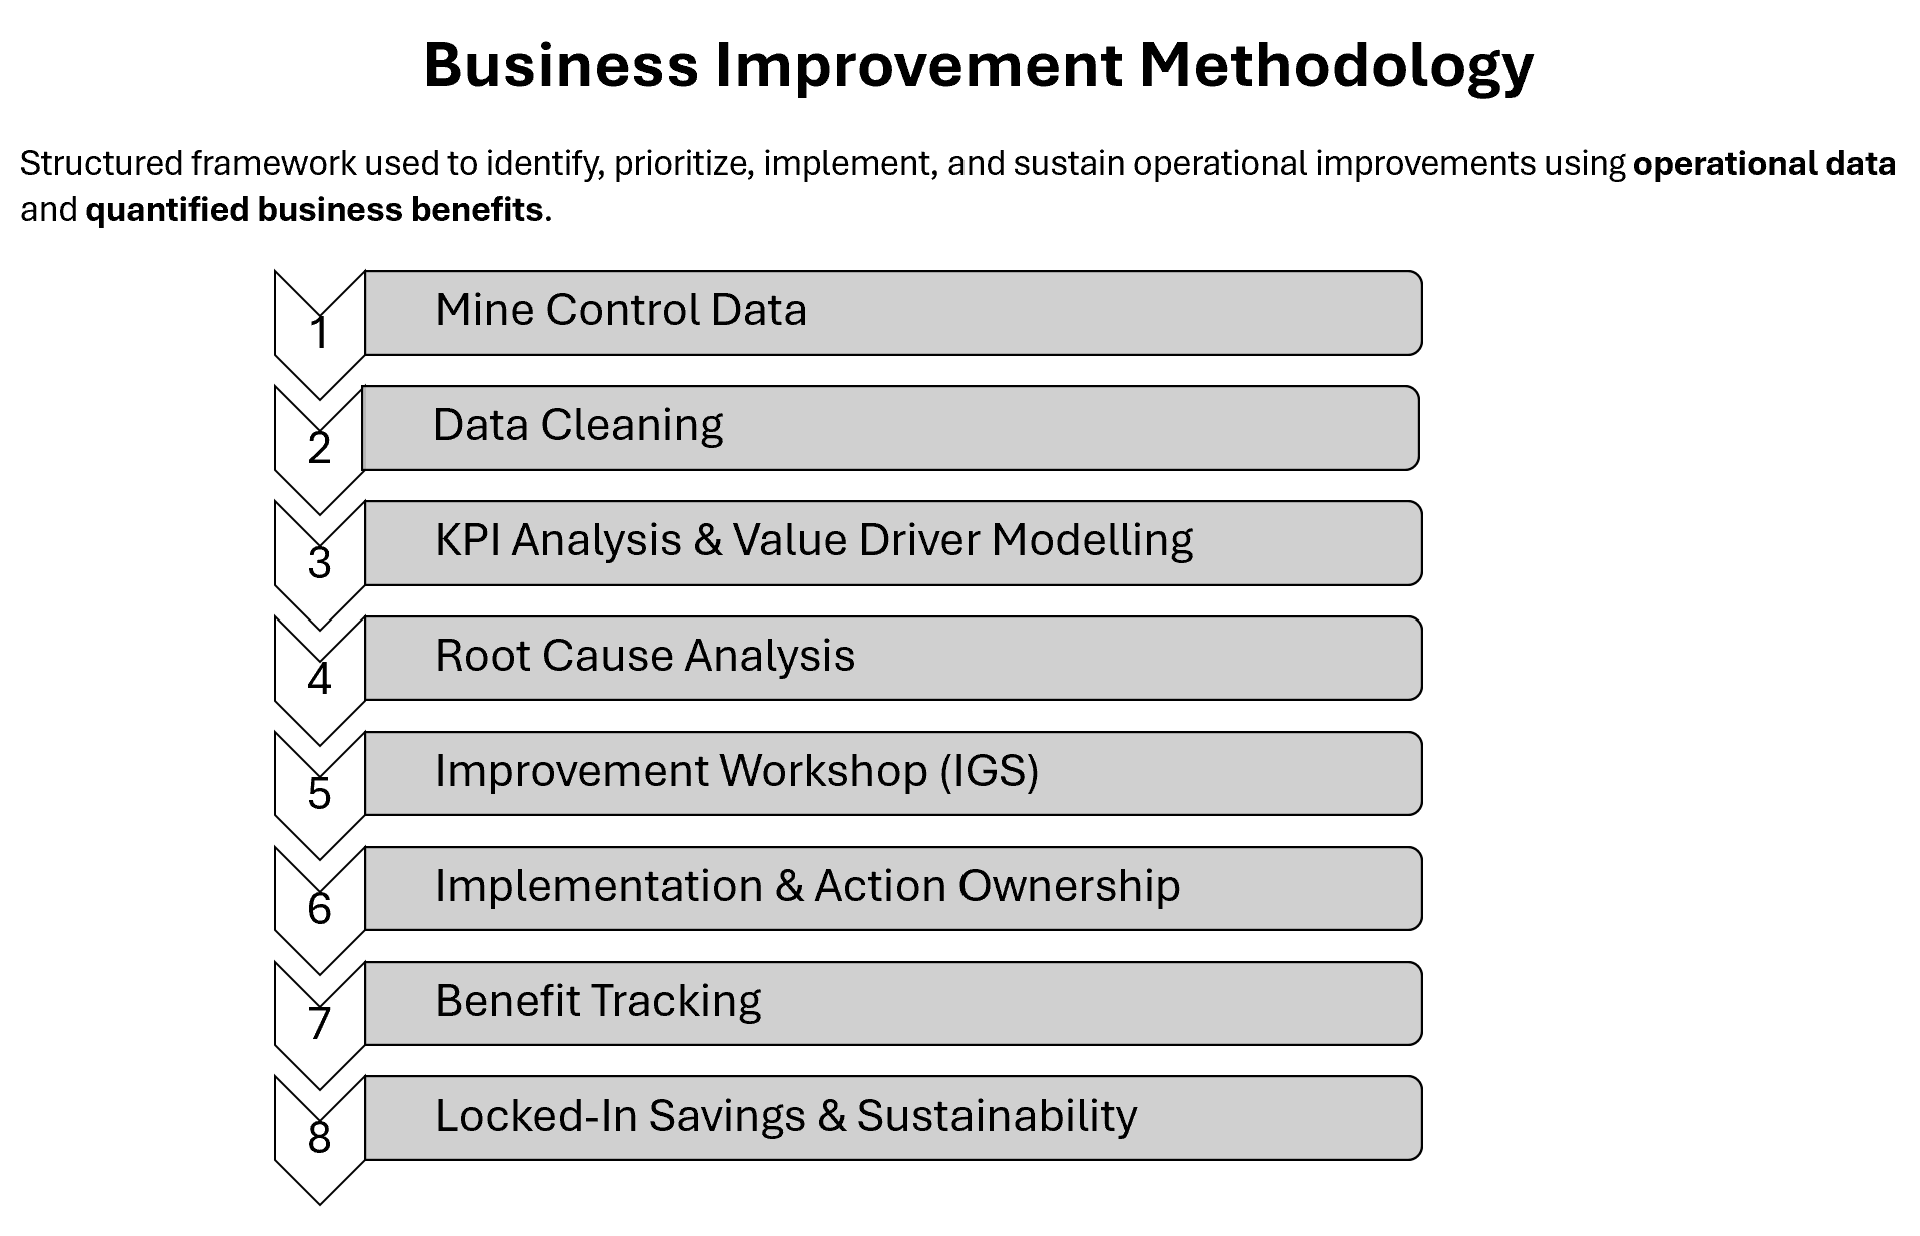 Business Improvement Methodology
Structured framework used to identify, prioritize, implement, and sustain operational improvements using operational data
and quantified business benefits.
1 Mine Control Data
2 Data Cleaning
3 KPI Analysis & Value Driver Modelling
4 Root Cause Analysis
5 Improvement Workshop (IGS)
6 Implementation & Action Ownership
7 Benefit Tracking
8 Locked-In Savings & Sustainability